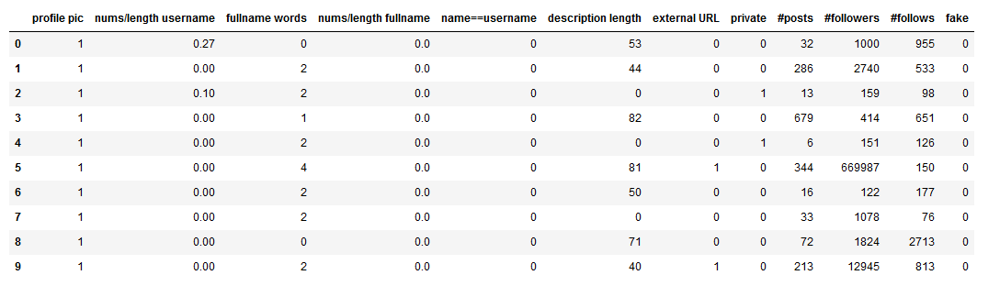 profile pic nums/length username fullname words nums/length fullname name==username description length external URL private #posts #followers #follows fake
0 1 0.27 0 0.0 0 53 0 0 32 1000 955 0
1 1 0.00 2 0.0 0 44 0 0 286 2740 533 0
2 1 0.10 2 0.0 0 0 0 1 13 159 98 0
3 1 0.00 1 0.0 0 82 0 0 679 414 651 0
4 1 0.00 2 0.0 0 0 0 1 6 151 126 0
5 1 0.00 4 0.0 0 81 1 0 344 669987 150 0
6 1 0.00 2 0.0 0 50 0 0 16 122 177 0
7 1 0.00 2 0.0 0 0 0 0 33 1078 76 0
8 1 0.00 0 0.0 0 71 0 0 72 1824 2713 0
9 1 0.00 2 0.0 0 40 1 0 213 12945 813 0